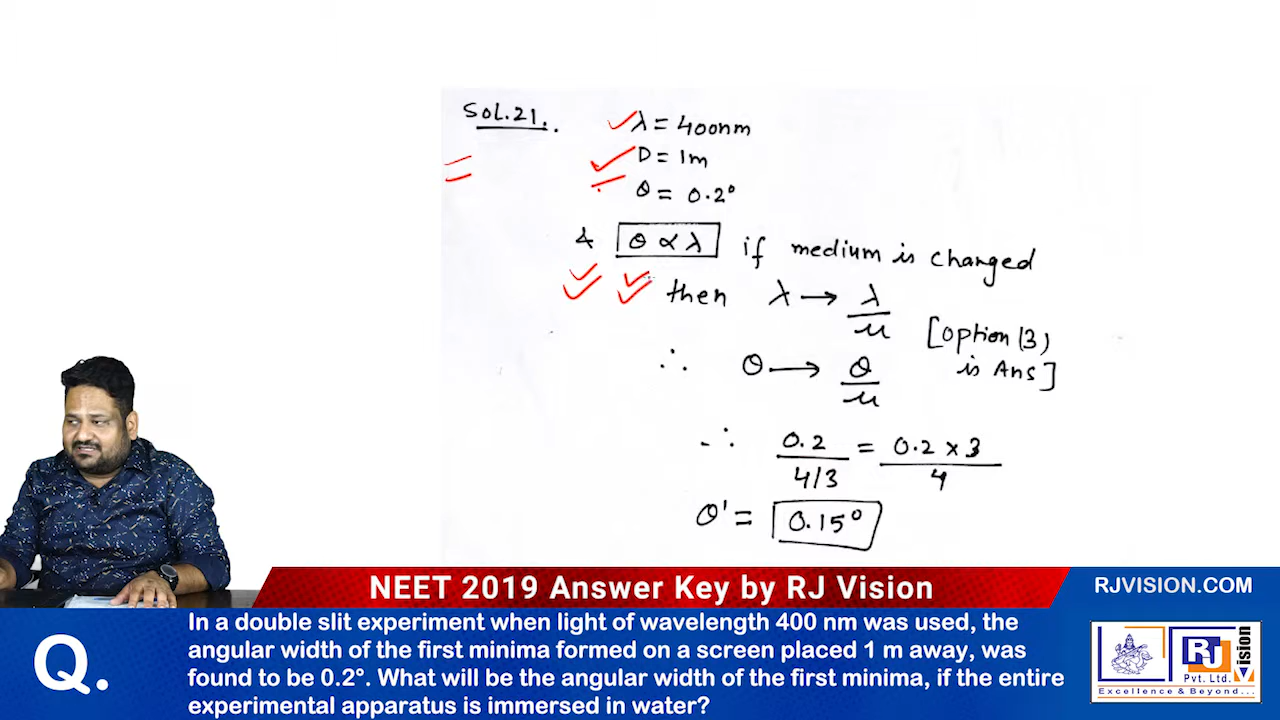 Sol.21.
λ = 400nm
D = 1m
θ = 0.2°
& θ ∝ λ if medium is changed
then λ → λ/μ
[option (3)
is Ans]
∴ θ → θ/μ
∴ 0.2/(4/3) = 0.2 × 3/4
θ' = 0.15°
NEET 2019 Answer Key by RJ Vision
RJVISION.COM
Q.
In a double slit experiment when light of wavelength 400 nm was used, the
angular width of the first minima formed on a screen placed 1 m away, was
found to be 0.2°. What will be the angular width of the first minima, if the entire
experimental apparatus is immersed in water?
RJ Vision
Pvt. Ltd.
Excellence & Beyond...